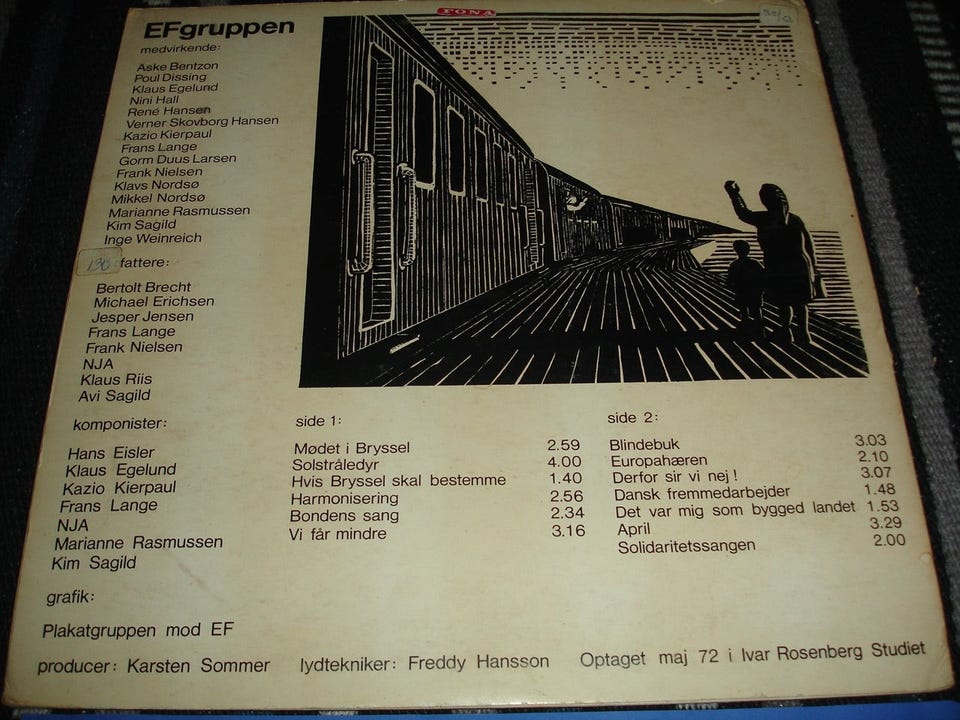 EFgruppen
FONA
medvirkende:
Aske Bentzon
Poul Dissing
Klaus Egelund
Nini Hall
René Hansen
Verner Skovborg Hansen
Kazio Kierpaul
Frans Lange
Gorm Duus Larsen
Frank Nielsen
Klavs Nordsø
Mikkel Nordsø
Marianne Rasmussen
Kim Sagild
Inge Weinreich
fattere:
Bertolt Brecht
Michael Erichsen
Jesper Jensen
Frans Lange
Frank Nielsen
NJA
Klaus Riis
Avi Sagild
komponister:
Hans Eisler
Klaus Egelund
Kazio Kierpaul
Frans Lange
NJA
Marianne Rasmussen
Kim Sagild
side 1:
Mødet i Bryssel 2.59
Solstråledyr 4.00
Hvis Bryssel skal bestemme 1.40
Harmonisering 2.56
Bondens sang 2.34
Vi får mindre 3.16
side 2:
Blindebuk 3.03
Europahæren 2.10
Derfor sir vi nej! 3.07
Dansk fremmedarbejder 1.48
Det var mig som bygged landet 1.53
April 3.29
Solidaritetssangen 2.00
grafik:
Plakatgruppen mod EF
producer: Karsten Sommer lydtekniker: Freddy Hansson Optaget maj 72 i Ivar Rosenberg Studiet